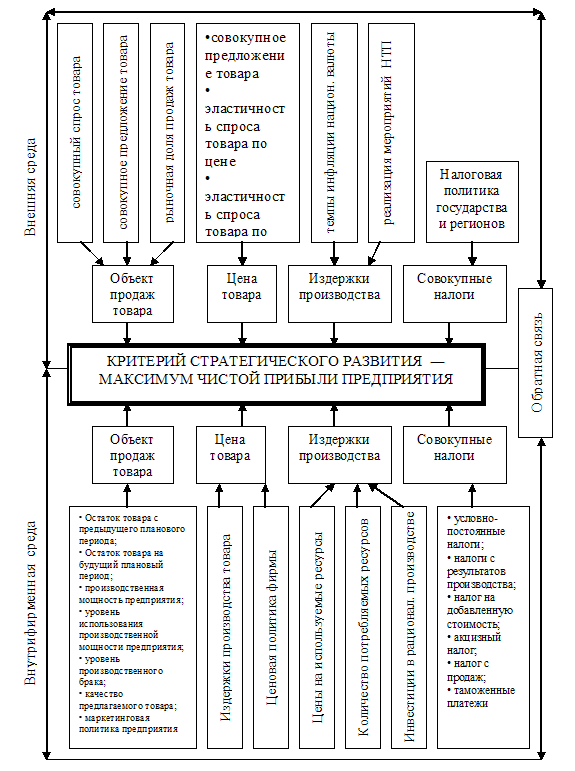 Внешняя среда
совокупный спрос товара
совокупное предложение товара
рыночная доля продаж товара
•совокупное
предложени
е товара
•
эластичност
ь спроса
товара по
цене
•
эластичност
ь спроса
товара по
темпы инфляции национ. валюты
реализация мероприятий НТП
Налоговая
политика
государства
и регионов
Объект
продаж
товара
Цена
товара
Издержки
производства
Совокупные
налоги
Обратная связь
КРИТЕРИЙ СТРАТЕГИЧЕСКОГО РАЗВИТИЯ —
МАКСИМУМ ЧИСТОЙ ПРИБЫЛИ ПРЕДПРИЯТИЯ
Объект
продаж
товара
Цена
товара
Издержки
производства
Совокупные
налоги
Внутрифирменная среда
• Остаток товара с
предыдущего планового
периода;
• Остаток товара на
будущий плановый
период;
• производственная
мощность предприятия;
• уровень
использования
производственной
мощности предприятия;
• уровень
производственного
брака;
• качество
предлагаемого товара;
• маркетинговая
политика предприятия
Издержки производства товара
Ценовая политика фирмы
Цены на используемые ресурсы
Количество потребляемых ресурсов
Инвестиции в рационал. производстве
• условно-
постоянные
налоги;
• налоги с
результатов
производства;
• налог на
добавленную
стоимость;
• акцизный
налог;
• налог с
продаж;
• таможенные
платежи